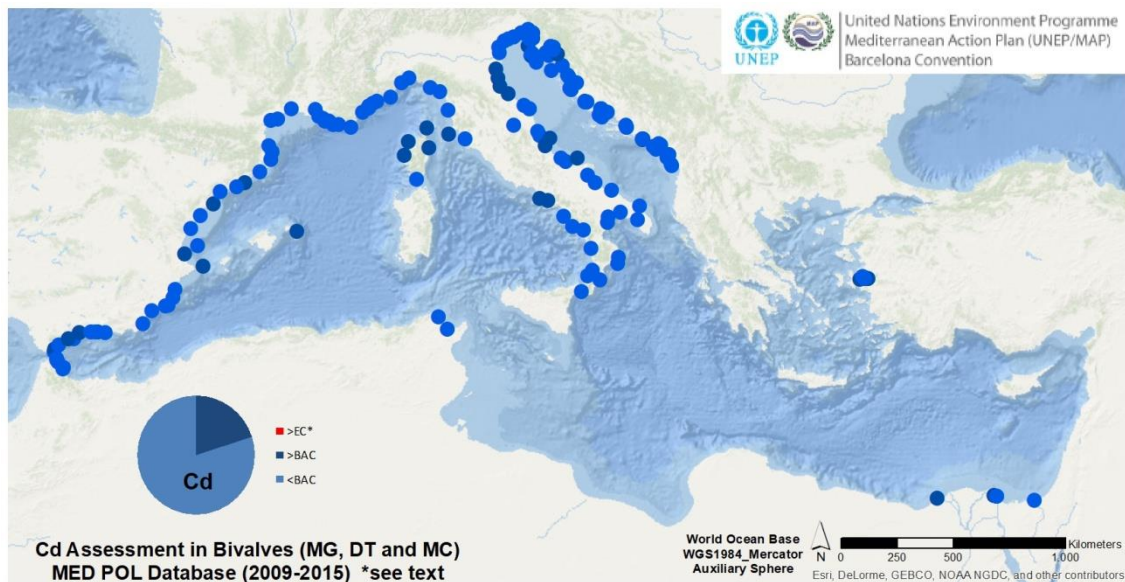 UNEP
MAP
United Nations Environment Programme
Mediterranean Action Plan (UNEP/MAP)
Barcelona Convention
Cd
>EC*
>BAC
<BAC
Cd Assessment in Bivalves (MG, DT and MC)
MED POL Database (2009-2015) *see text
World Ocean Base
WGS1984_Mercator
Auxiliary Sphere
N
Kilometers
0 250 500 1.000
Esri, DeLorme, GEBCO, NOAA NGDC, and other contributors